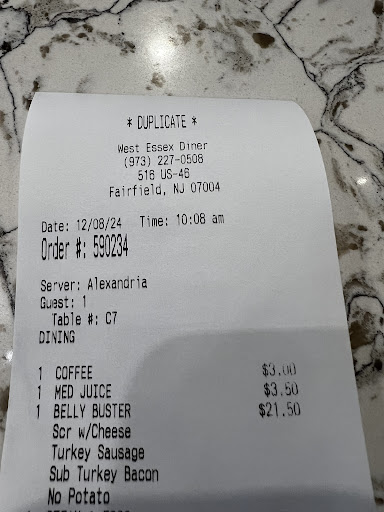 * DUPLICATE *
West Essex Diner
(973) 227-0508
516 US-46
Fairfield, NJ 07004
Date: 12/08/24 Time: 10:08 am
Order #: 590234
Server: Alexandria
Guest: 1
Table #: C7
DINING
1 COFFEE $3.00
1 MED JUICE $3.50
1 BELLY BUSTER $21.50
Scr w/Cheese
Turkey Sausage
Sub Turkey Bacon
No Potato